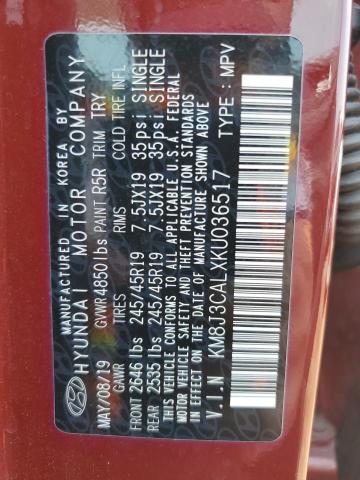 MANUFACTURED IN KOREA BY
HYUNDAI MOTOR COMPANY
MAY/08/19 GVWR 4850 lbs PAINT R5R TRIM TRY
GAWR TIRES RIMS COLD TIRE INFL
FRONT 2646 lbs 245/45R19 7.5JX19 35psi SINGLE
REAR 2535 lbs 245/45R19 7.5JX19 35psi SINGLE
THIS VEHICLE CONFORMS TO ALL APPLICABLE U.S.A. FEDERAL
MOTOR VEHICLE SAFETY AND THEFT PREVENTION STANDARDS
IN EFFECT ON THE DATE OF MANUFACTURE SHOWN ABOVE
V.I.N : KM8J3CALXKU036517 TYPE : MPV